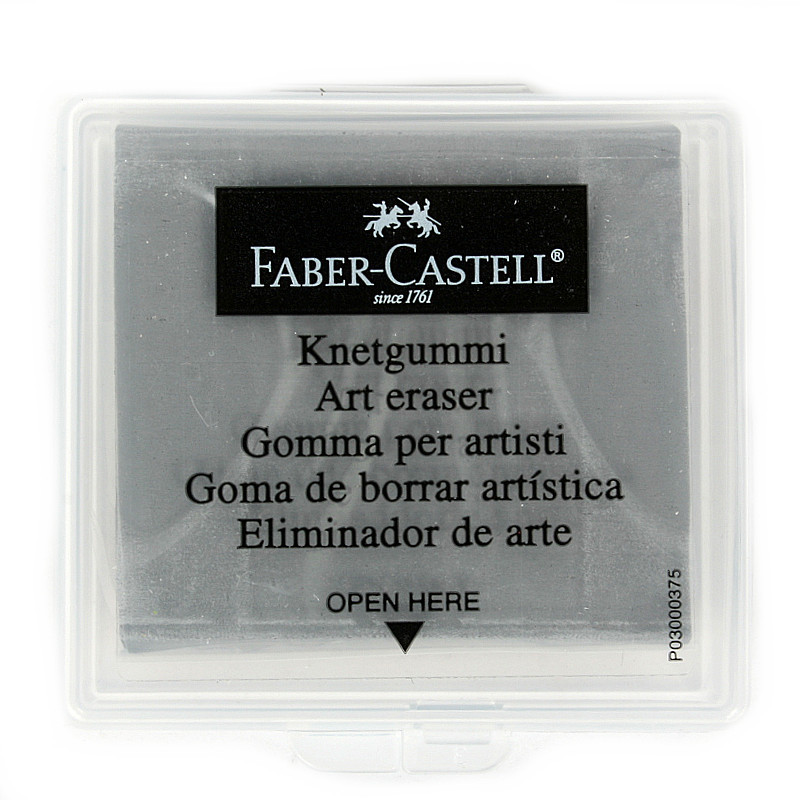 FABER-CASTELL®
since 1761
Knetgummi
Art eraser
Gomma per artisti
Goma de borrar artística
Eliminador de arte
OPEN HERE
P03000375